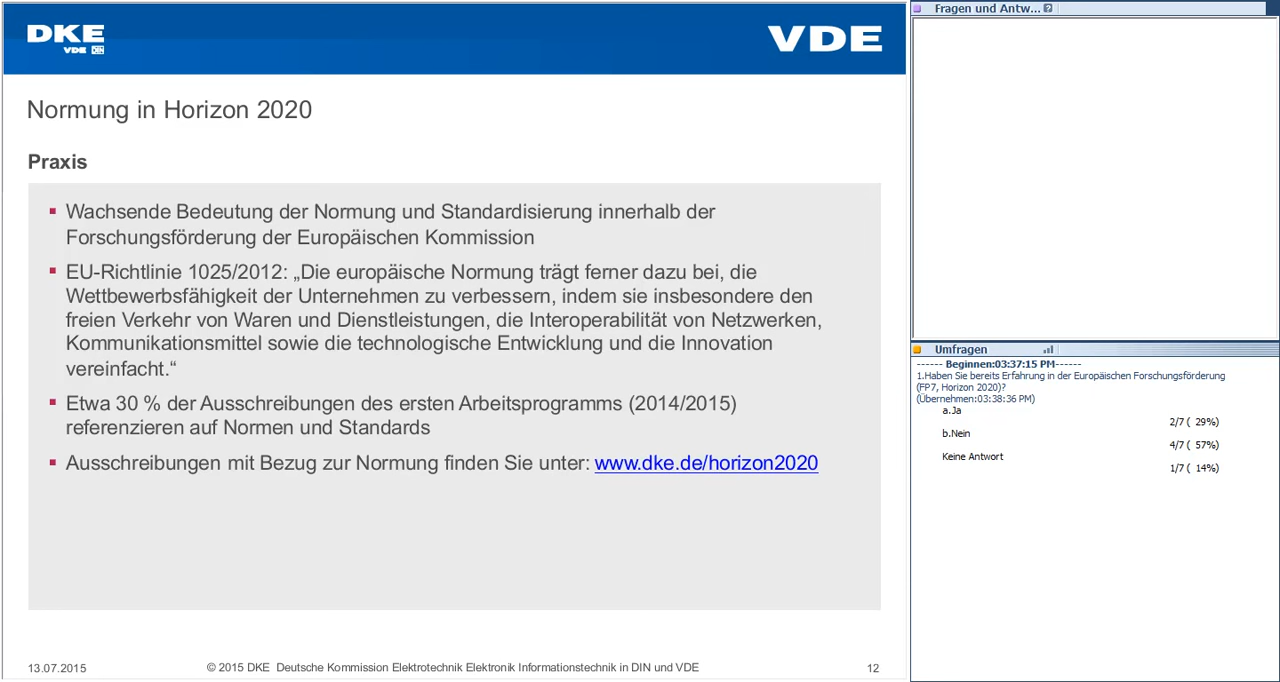 DKE
VDE DIN
VDE
Normung in Horizon 2020
Praxis
Wachsende Bedeutung der Normung und Standardisierung innerhalb der
Forschungsförderung der Europäischen Kommission
EU-Richtlinie 1025/2012: „Die europäische Normung trägt ferner dazu bei, die
Wettbewerbsfähigkeit der Unternehmen zu verbessern, indem sie insbesondere den
freien Verkehr von Waren und Dienstleistungen, die Interoperabilität von Netzwerken,
Kommunikationsmittel sowie die technologische Entwicklung und die Innovation
vereinfacht.“
Etwa 30 % der Ausschreibungen des ersten Arbeitsprogramms (2014/2015)
referenzieren auf Normen und Standards
Ausschreibungen mit Bezug zur Normung finden Sie unter: www.dke.de/horizon2020
13.07.2015
© 2015 DKE Deutsche Kommission Elektrotechnik Elektronik Informationstechnik in DIN und VDE
12
Fragen und Antw... ?
Umfragen
------ Beginnen:03:37:15 PM------
1.Haben Sie bereits Erfahrung in der Europäischen Forschungsförderung
(FP7, Horizon 2020)?
(Übernehmen:03:38:36 PM)
a.Ja
2/7 ( 29%)
b.Nein
4/7 ( 57%)
Keine Antwort
1/7 ( 14%)